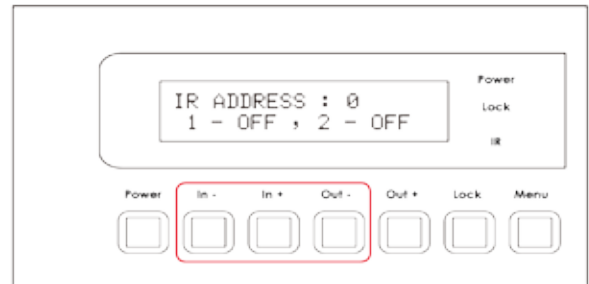 IR ADDRESS : 0
1 - OFF , 2 - OFF
Power
Lock
IR
Power In - In + Out - Out + Lock Menu